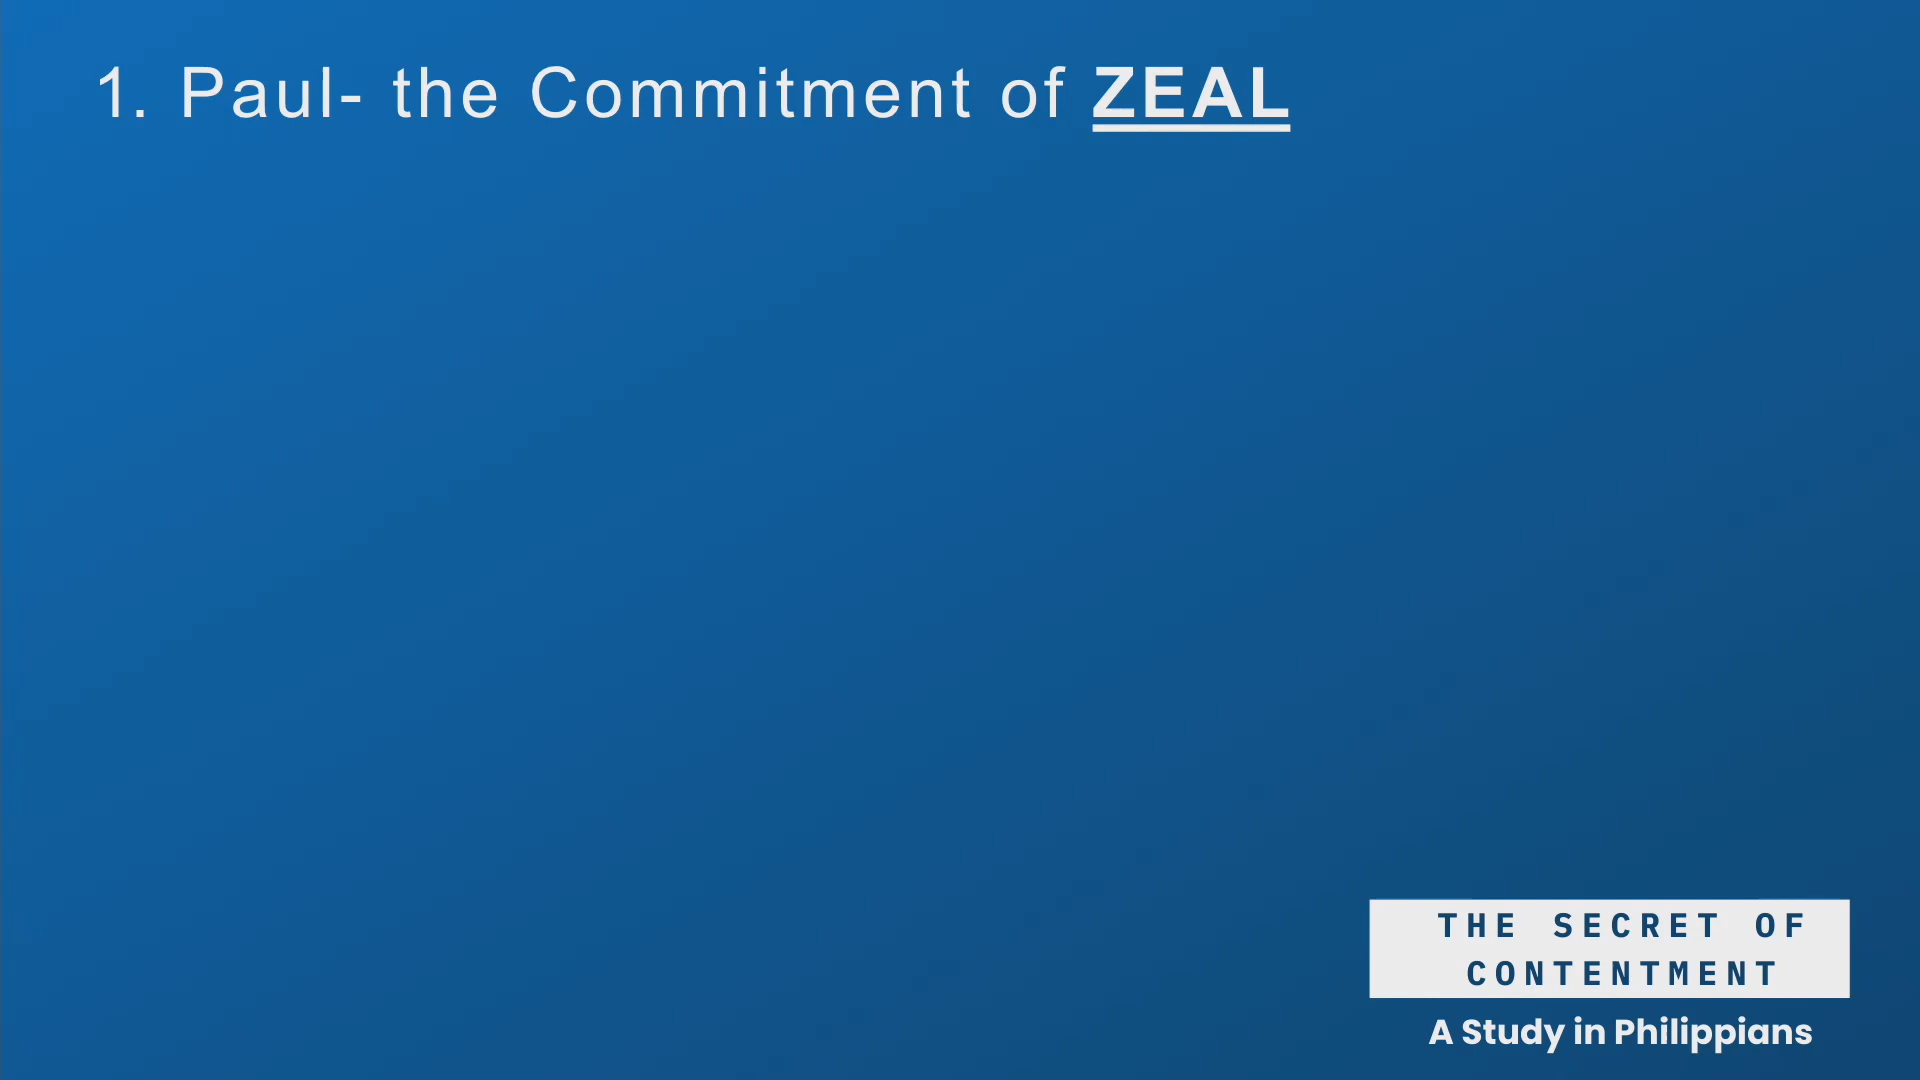 1. Paul- the Commitment of ZEAL
THE SECRET OF
CONTENTMENT
A Study in Philippians